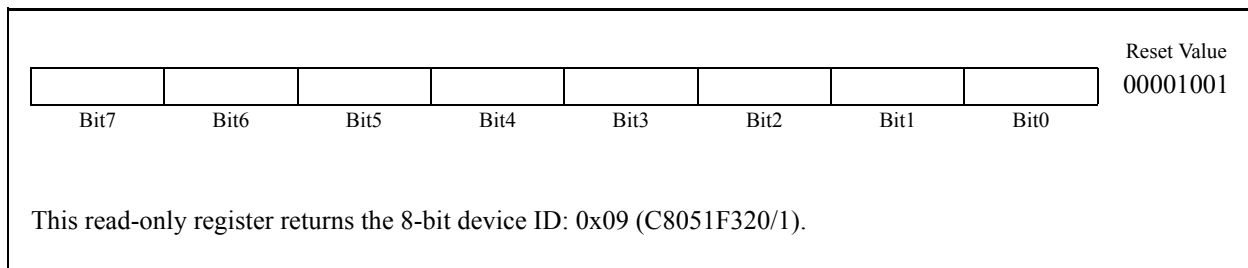 Reset Value
00001001
Bit7 Bit6 Bit5 Bit4 Bit3 Bit2 Bit1 Bit0
This read-only register returns the 8-bit device ID: 0x09 (C8051F320/1).